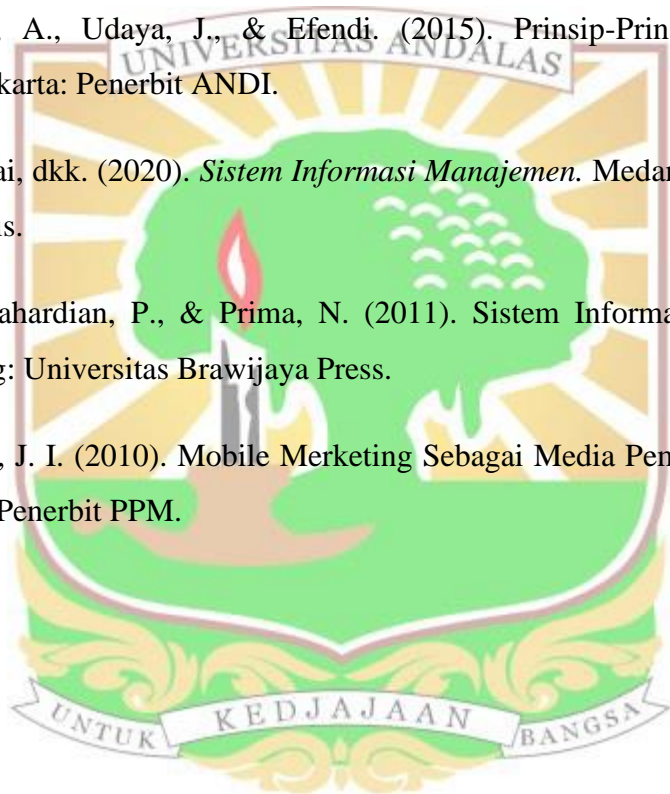 UNIVERSITAS ANDALAS
. A., Udaya, J., & Efendi. (2015). Prinsip-Prin
karta: Penerbit ANDI.
ai, dkk. (2020). Sistem Informasi Manajemen. Medan
is.
ahardian, P., & Prima, N. (2011). Sistem Informa
g: Universitas Brawijaya Press.
, J. I. (2010). Mobile Merketing Sebagai Media Pen
Penerbit PPM.
UNTUK KEDJAJAAN BANGSA